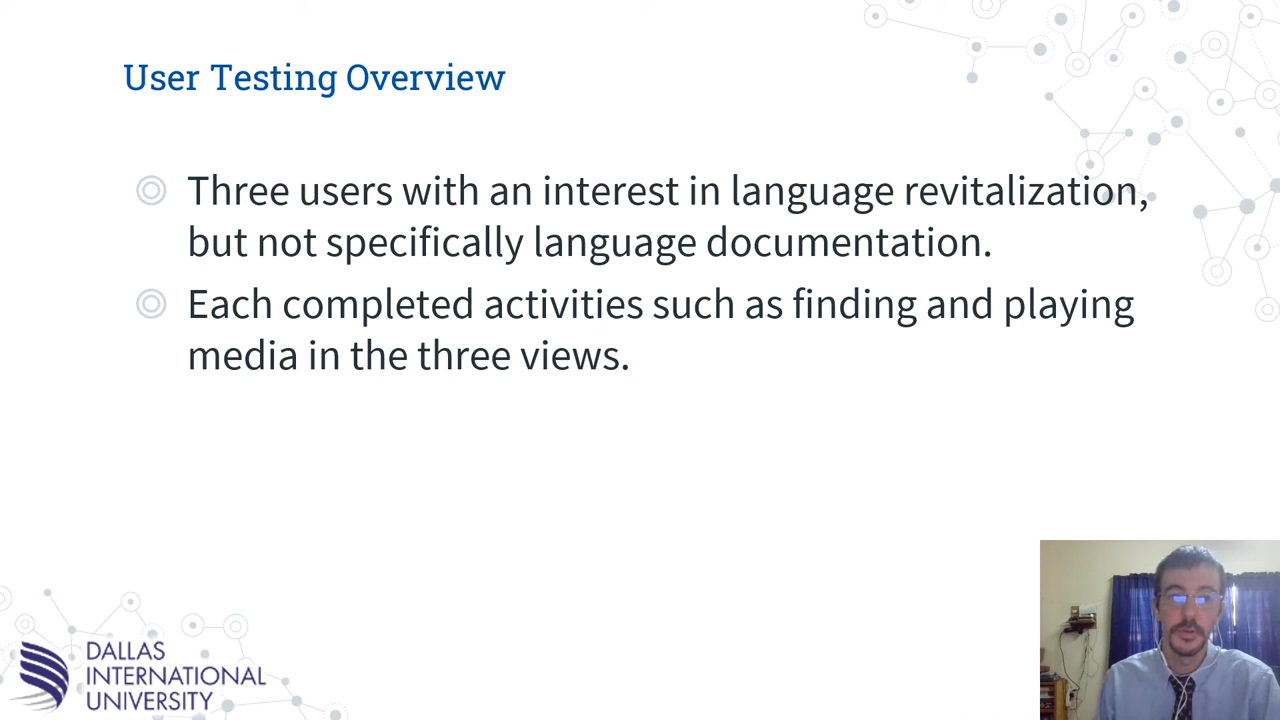 User Testing Overview
Three users with an interest in language revitalization,
but not specifically language documentation.
Each completed activities such as finding and playing
media in the three views.
DALLAS
INTERNATIONAL
UNIVERSITY